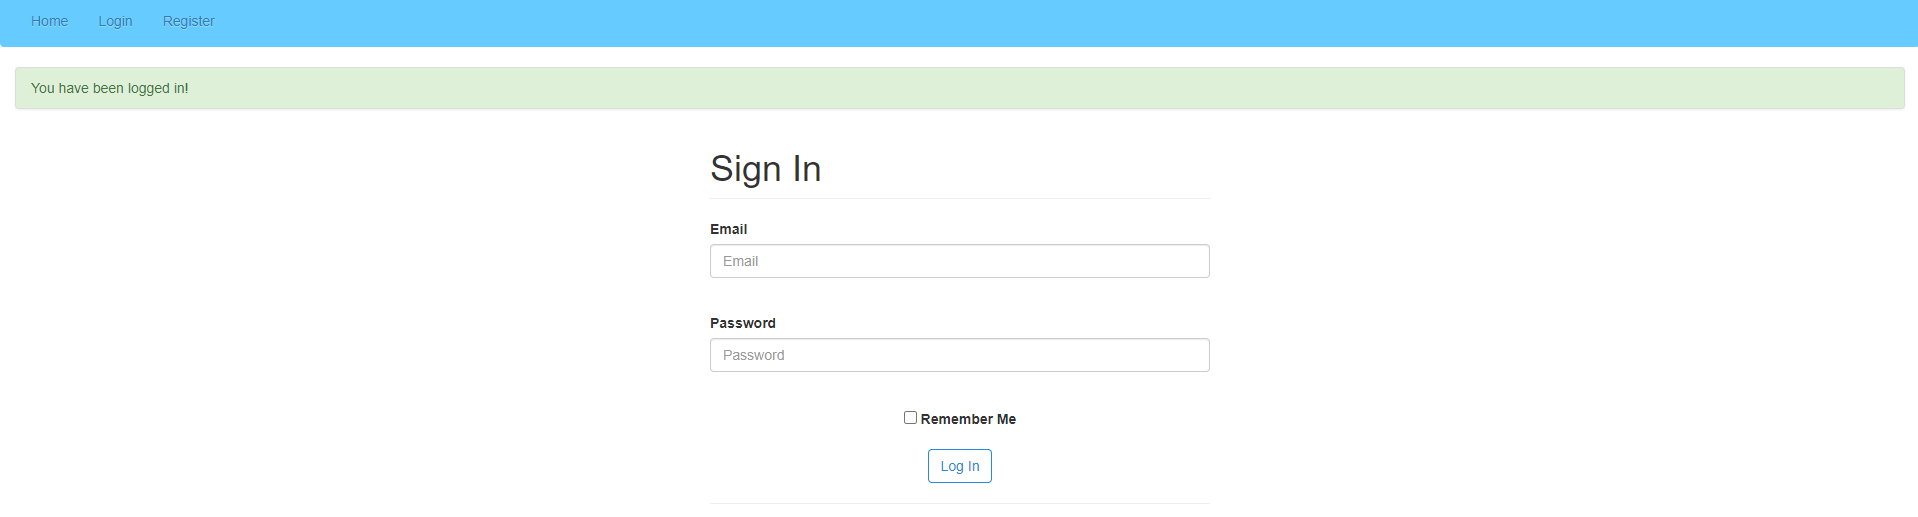 Home Login Register
You have been logged in!
Sign In
Email
Email
Password
Password
Remember Me
Log In